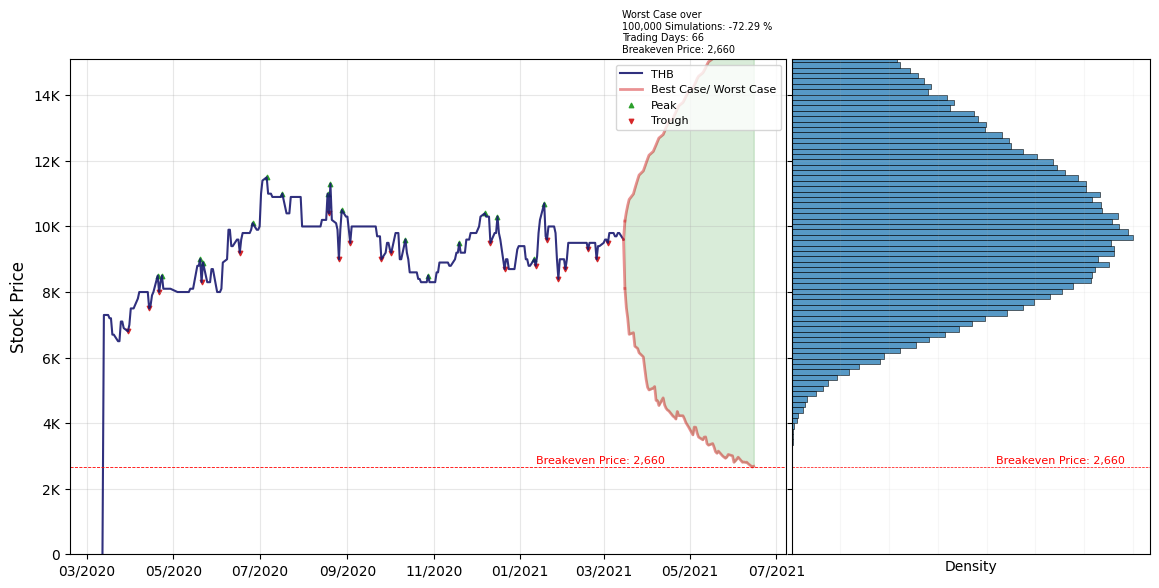 Worst Case over
100,000 Simulations: -72.29 %
Trading Days: 66
Breakeven Price: 2,660
THB
Best Case/ Worst Case
Peak
Trough
Stock Price
14K
12K
10K
8K
6K
4K
2K
0
Breakeven Price: 2,660
Breakeven Price: 2,660
03/2020
05/2020
07/2020
09/2020
11/2020
01/2021
03/2021
05/2021
07/2021
Density